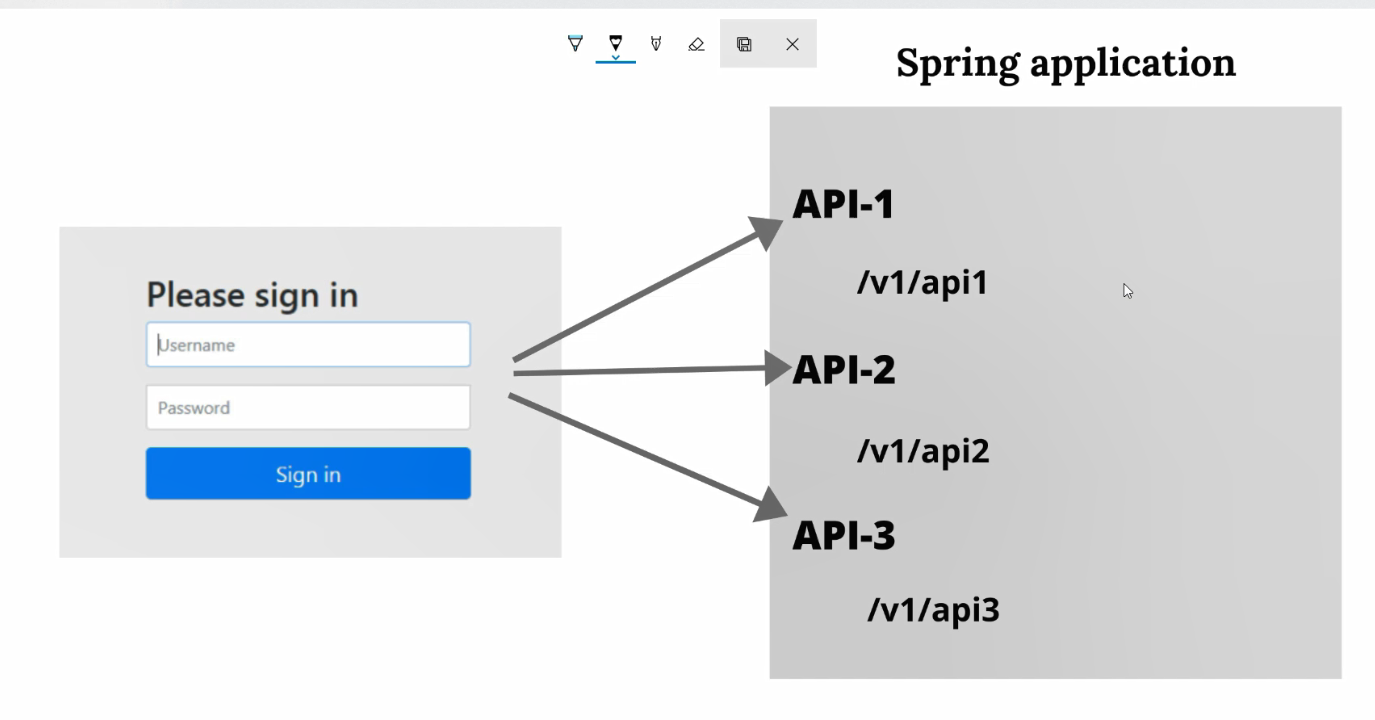 Spring application
Please sign in
Username
Password
Sign in
API-1
/v1/api1
API-2
/v1/api2
API-3
/v1/api3